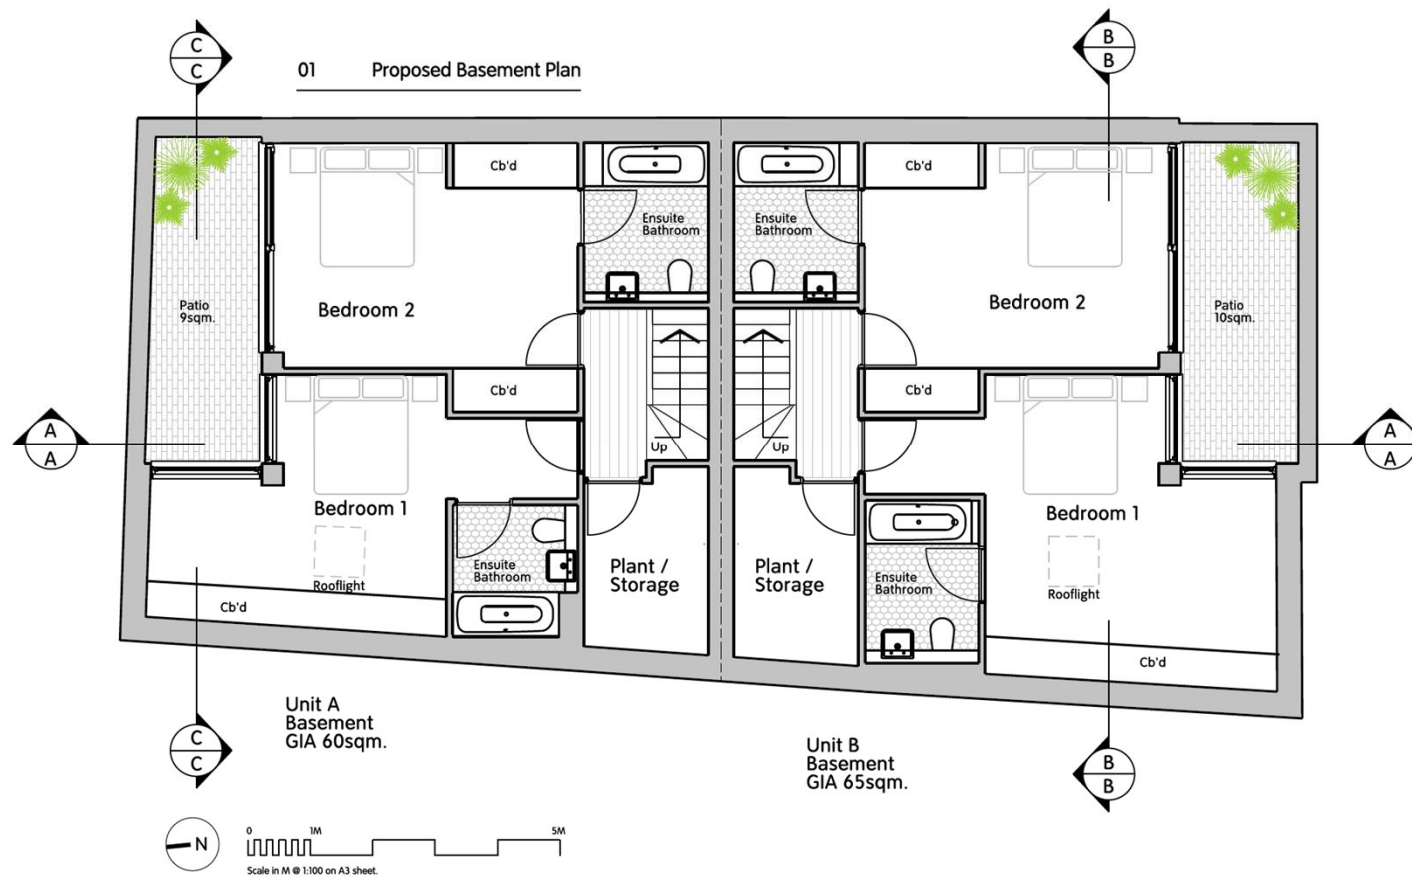 C
C
B
B
01 Proposed Basement Plan
Cb'd
Cb'd
Ensuite
Bathroom
Ensuite
Bathroom
Patio
9sqm.
Bedroom 2
Bedroom 2
Patio
10sqm.
Cb'd
Cb'd
A
A
Up
Up
A
A
Bedroom 1
Bedroom 1
Ensuite
Bathroom
Plant /
Storage
Plant /
Storage
Ensuite
Bathroom
Rooflight
Rooflight
Cb'd
Cb'd
Unit A
Basement
GIA 60sqm.
Unit B
Basement
GIA 65sqm.
C
C
B
B
N
0 1M 5M
Scale in M @ 1:100 on A3 sheet.